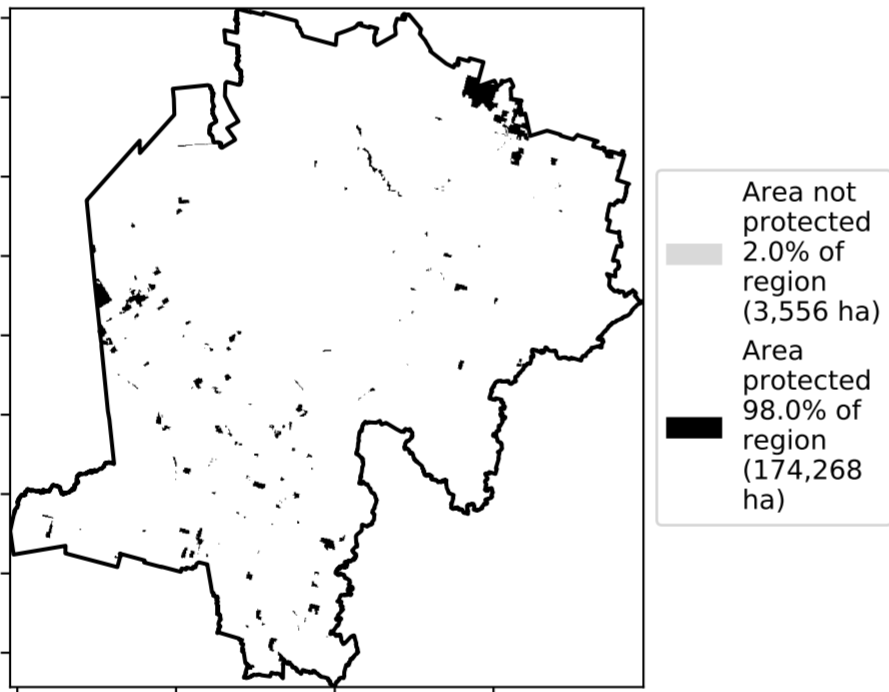 Area not
protected
2.0% of
region
(3,556 ha)
Area
protected
98.0% of
region
(174,268
ha)